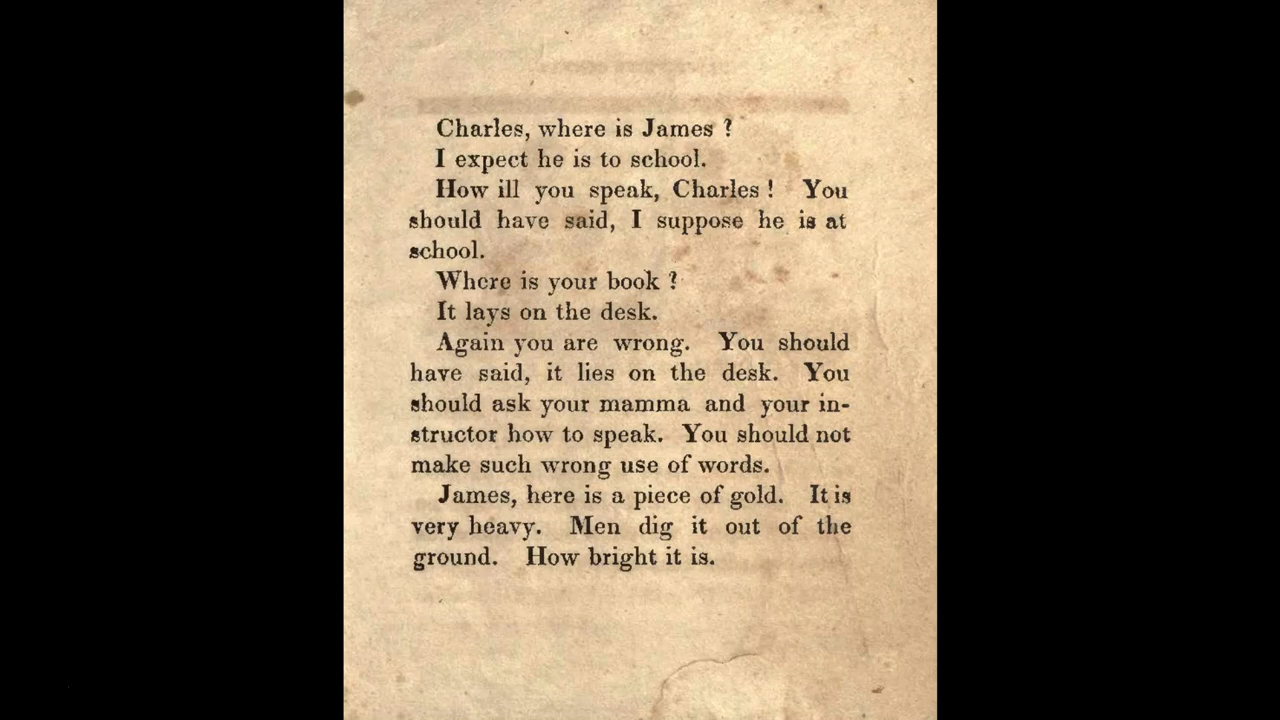 Charles, where is James ?
I expect he is to school.
How ill you speak, Charles ! You
should have said, I suppose he is at
school.
Where is your book ?
It lays on the desk.
Again you are wrong. You should
have said, it lies on the desk. You
should ask your mamma and your in-
structor how to speak. You should not
make such wrong use of words.
James, here is a piece of gold. It is
very heavy. Men dig it out of the
ground. How bright it is.